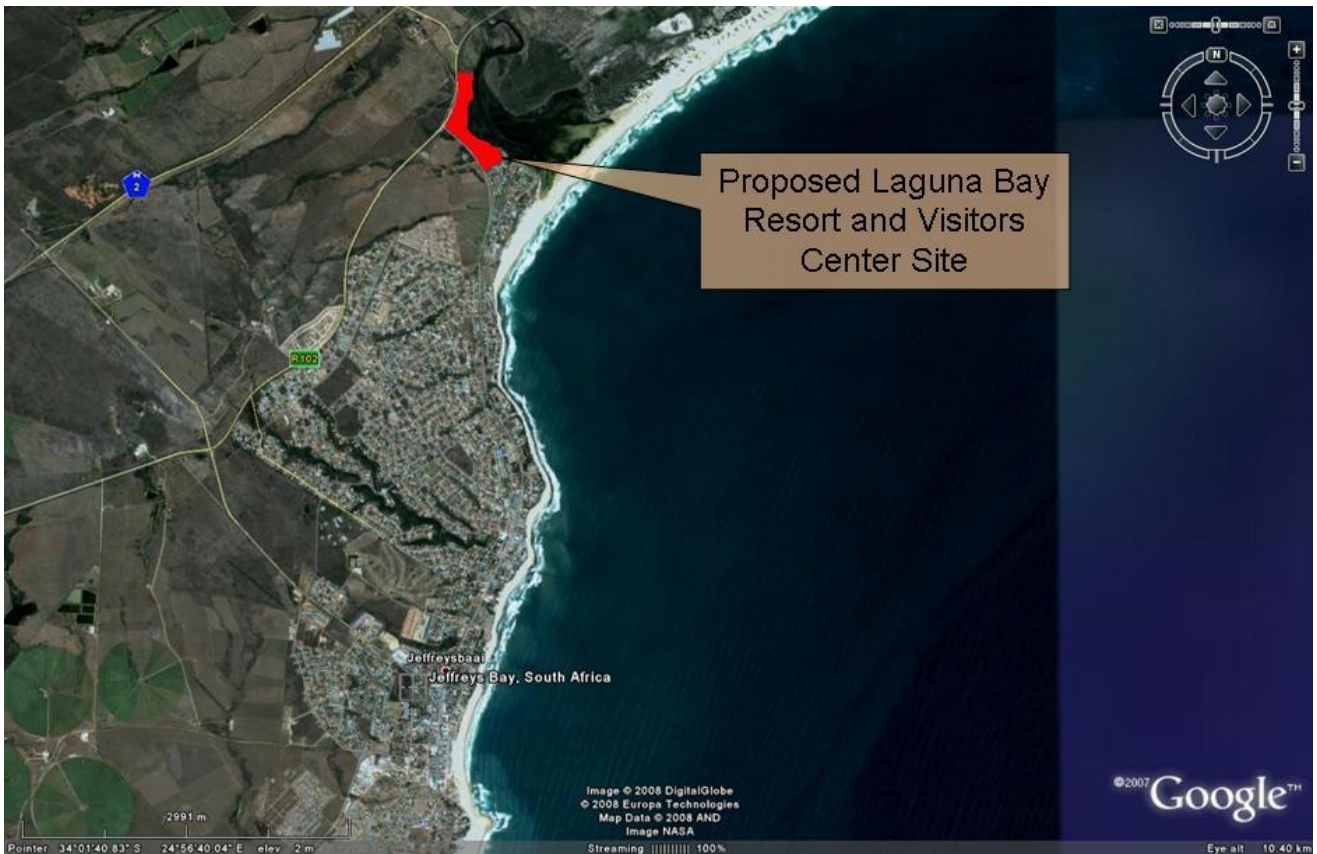 N
N
2
Proposed Laguna Bay
Resort and Visitors
Center Site
R102
Jeffreysbaai
Jeffreys Bay, South Africa
Image © 2008 DigitalGlobe
© 2008 Europa Technologies
Map Data © 2008 AND
Image NASA
©2007 Google™
2991 m
Pointer 34°01'40.83" S 24°56'40.04" E elev 2 m
Streaming |||||||||| 100%
Eye alt 10.40 km